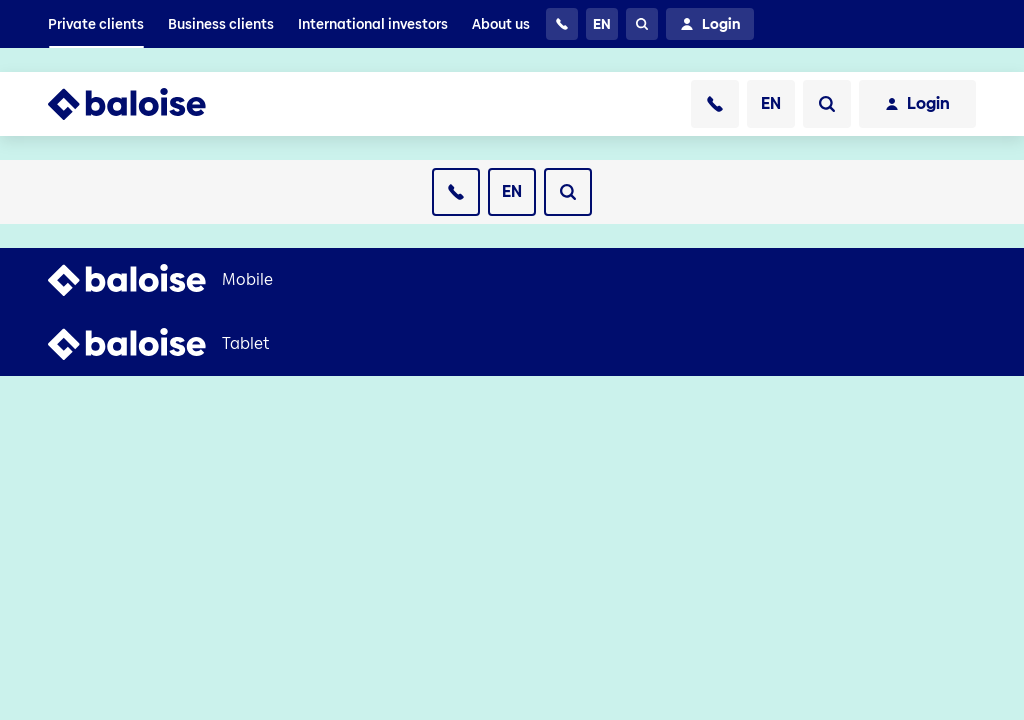 Private clients Business clients International investors About us EN Login
baloise EN Login
EN
baloise Mobile
baloise Tablet